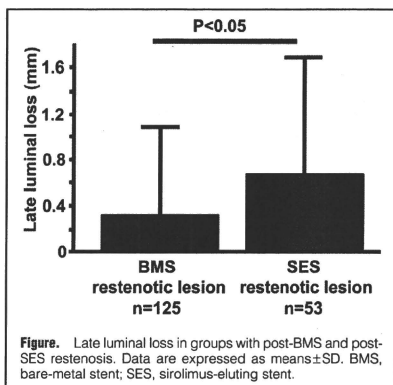 P<0.05
Late luminal loss (mm)
1.6
1.2
0.8
0.4
0
BMS
restenotic lesion
n=125
SES
restenotic lesion
n=53
Figure. Late luminal loss in groups with post-BMS and post-
SES restenosis. Data are expressed as means±SD. BMS,
bare-metal stent; SES, sirolimus-eluting stent.